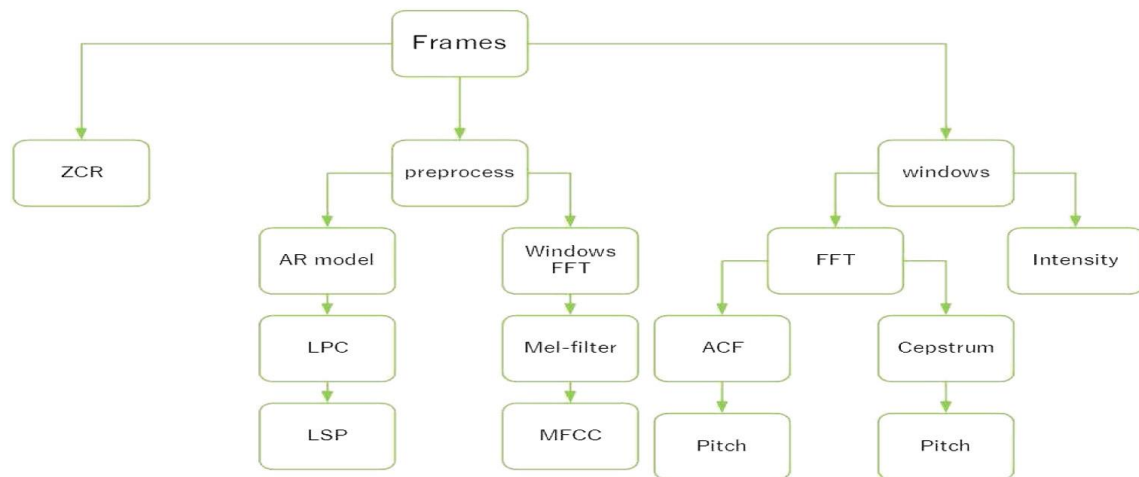 Frames
ZCR
preprocess
windows
AR model
Windows
FFT
FFT
Intensity
LPC
Mel-filter
ACF
Cepstrum
LSP
MFCC
Pitch
Pitch